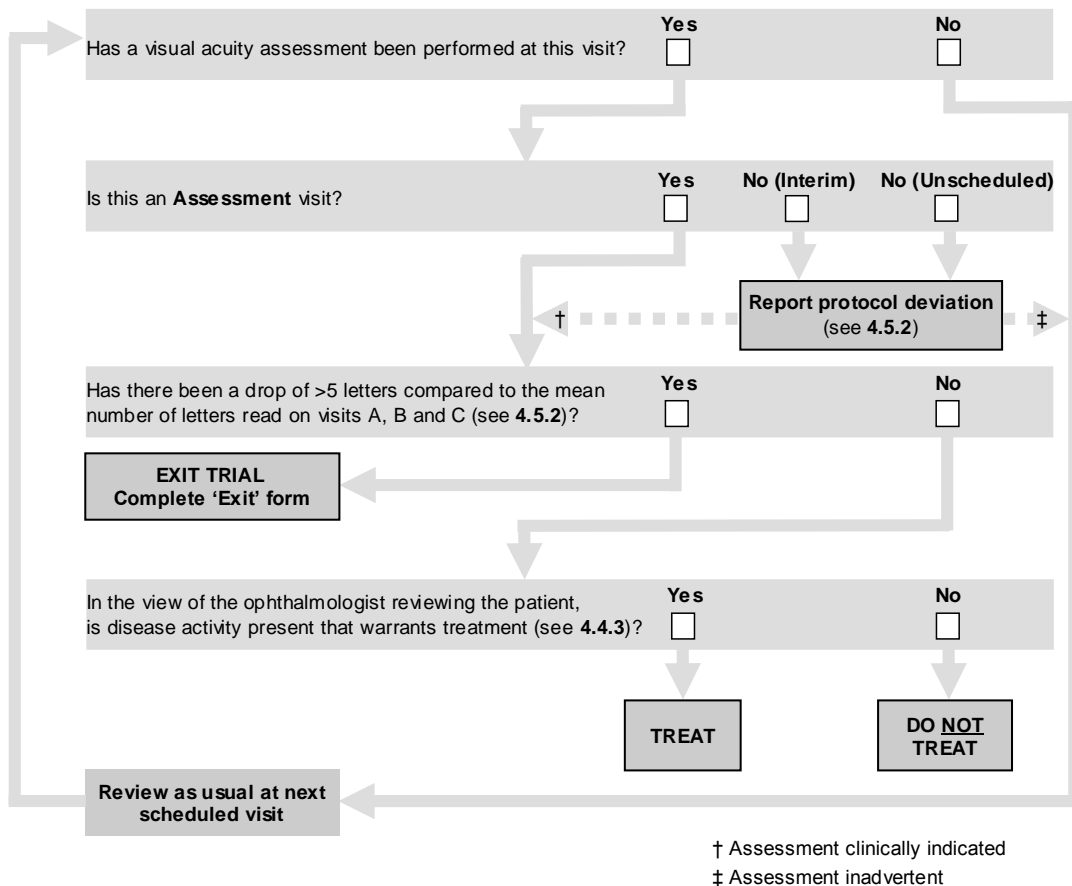 Yes No
Has a visual acuity assessment been performed at this visit?
Yes No (Interim) No (Unscheduled)
Is this an Assessment visit?
Report protocol deviation
(see 4.5.2)
† ‡
Has there been a drop of >5 letters compared to the mean
number of letters read on visits A, B and C (see 4.5.2)?
Yes No
EXIT TRIAL
Complete ‘Exit’ form
In the view of the ophthalmologist reviewing the patient,
is disease activity present that warrants treatment (see 4.4.3)?
Yes No
TREAT
DO NOT
TREAT
Review as usual at next
scheduled visit
† Assessment clinically indicated
‡ Assessment inadvertent